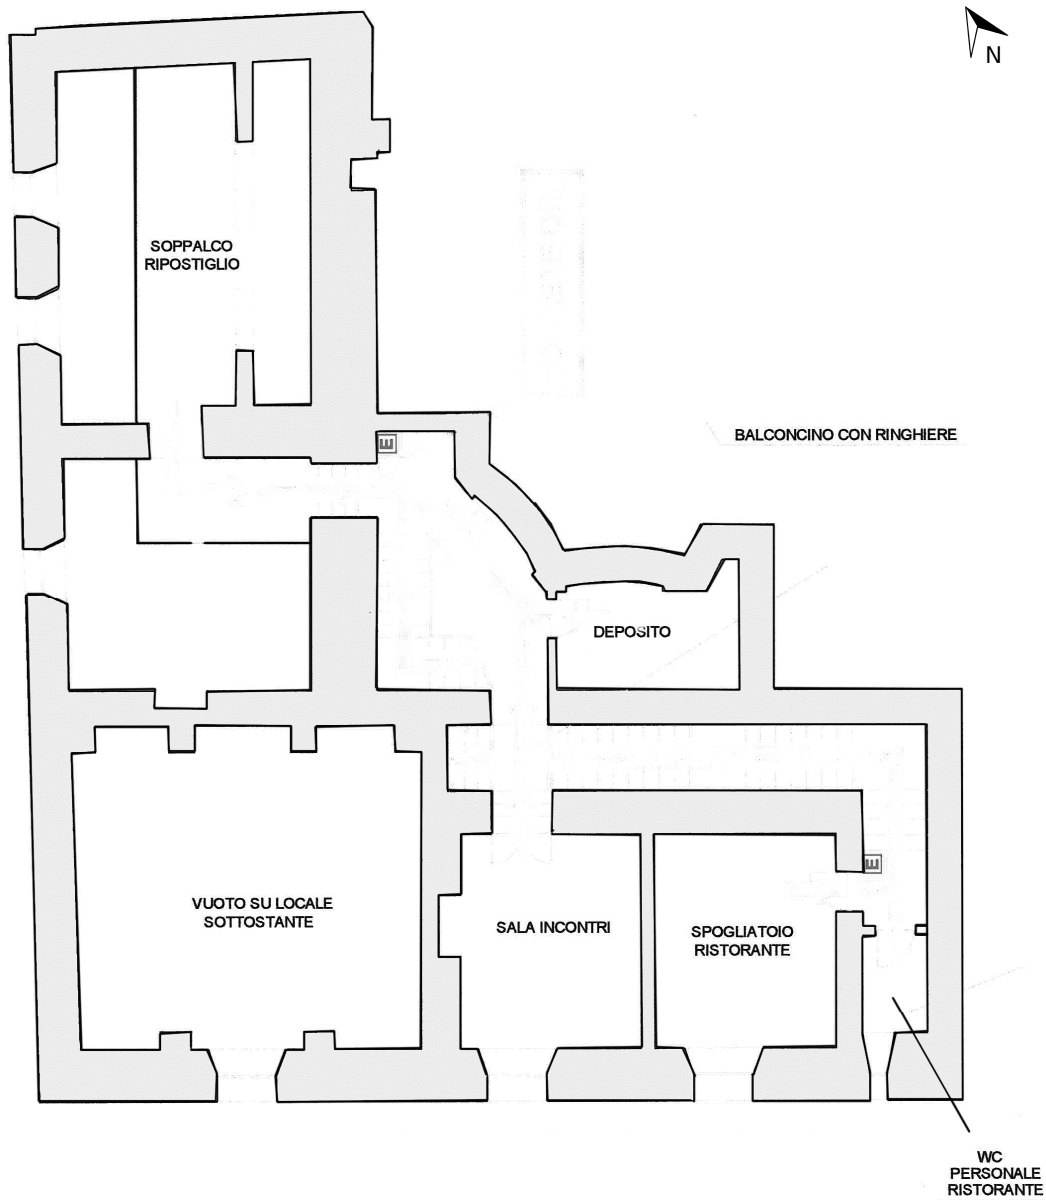 N
SOPPALCO
RIPOSTIGLIO
E
BALCONCINO CON RINGHIERE
DEPOSITO
E
VUOTO SU LOCALE
SOTTOSTANTE
SALA INCONTRI
SPOGLIATOIO
RISTORANTE
WC
PERSONALE
RISTORANTE